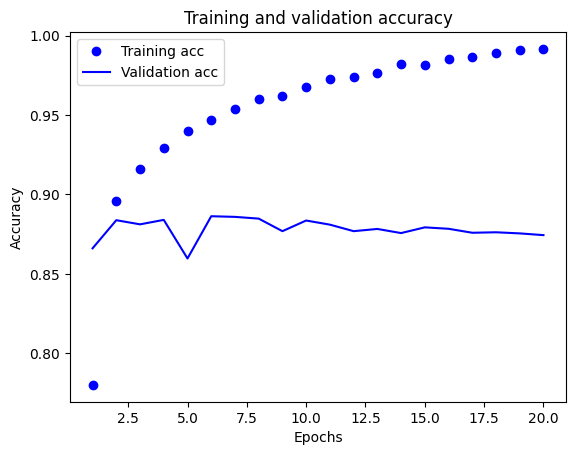 Training and validation accuracy
Training acc
Validation acc
1.00
0.95
0.90
0.85
0.80
Accuracy
2.5 5.0 7.5 10.0 12.5 15.0 17.5 20.0
Epochs